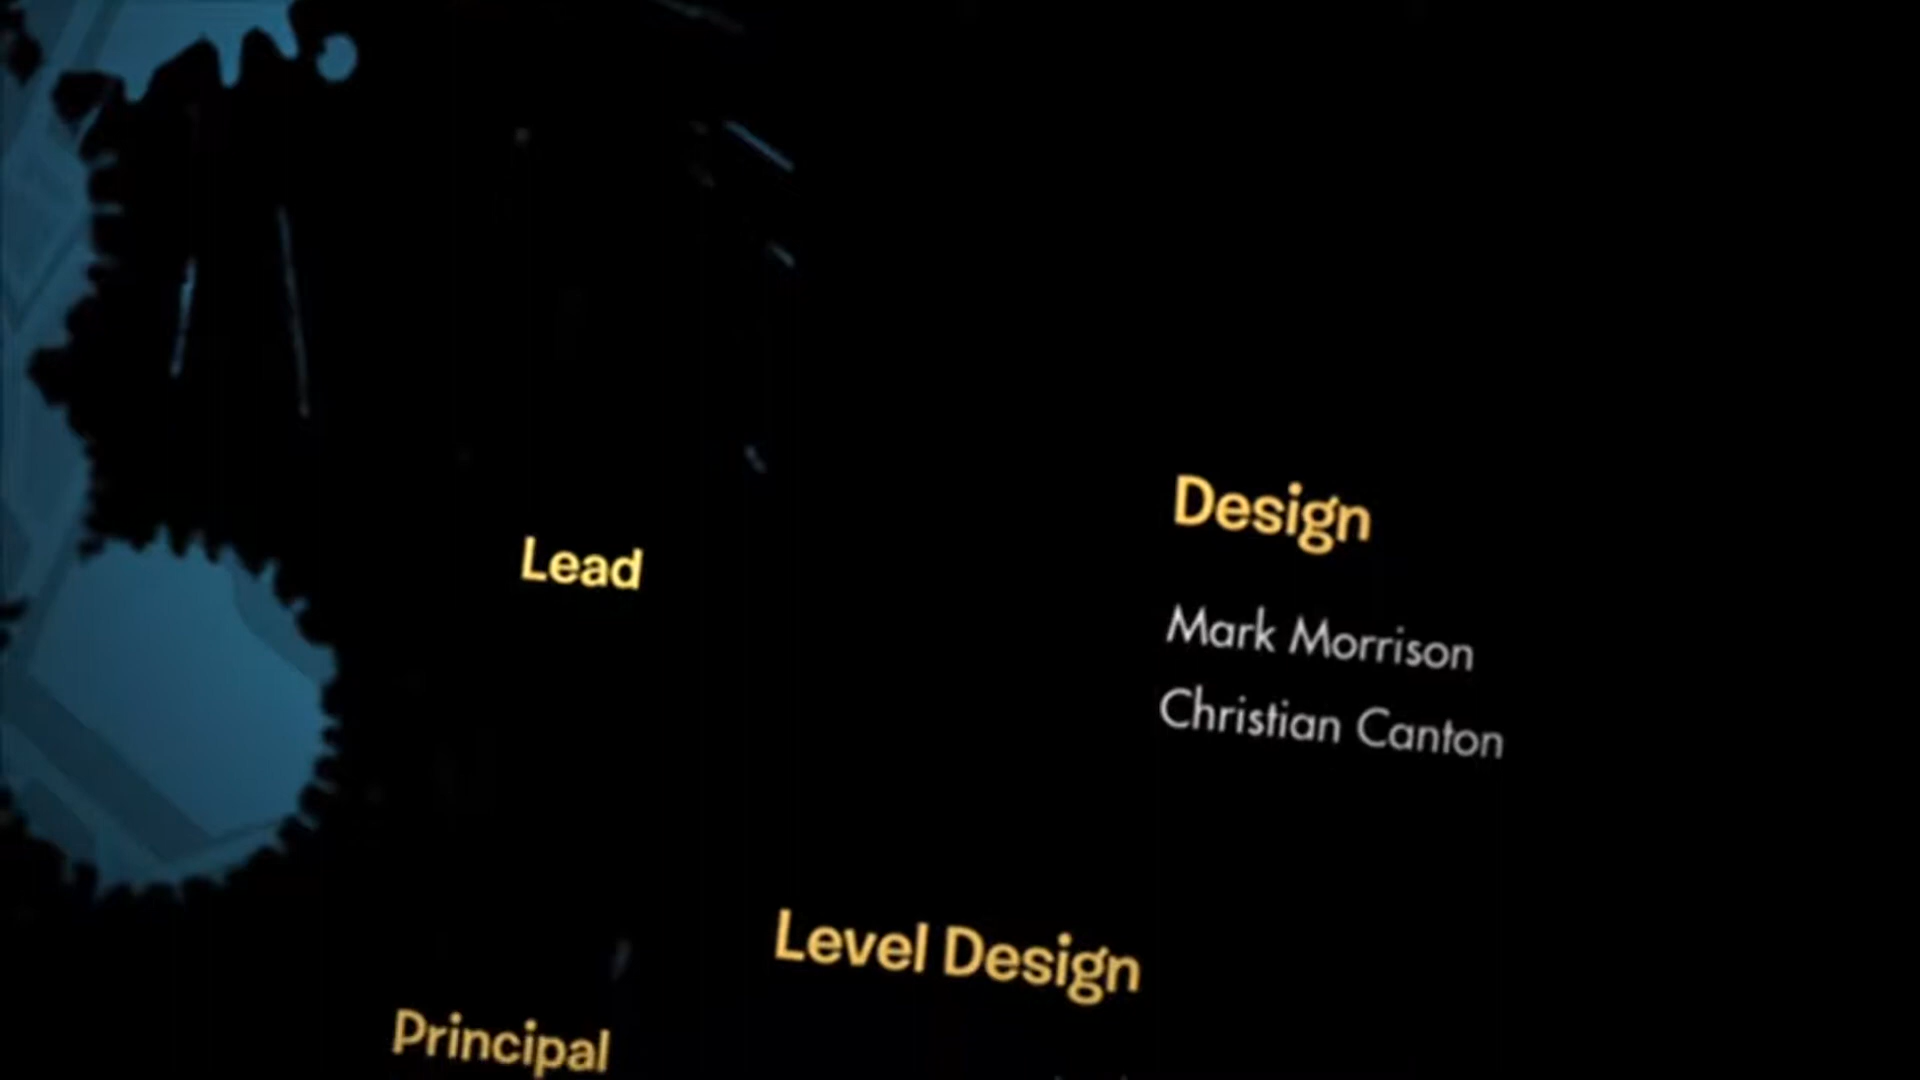 Design
Lead
Mark Morrison
Christian Canton
Level Design
Principal